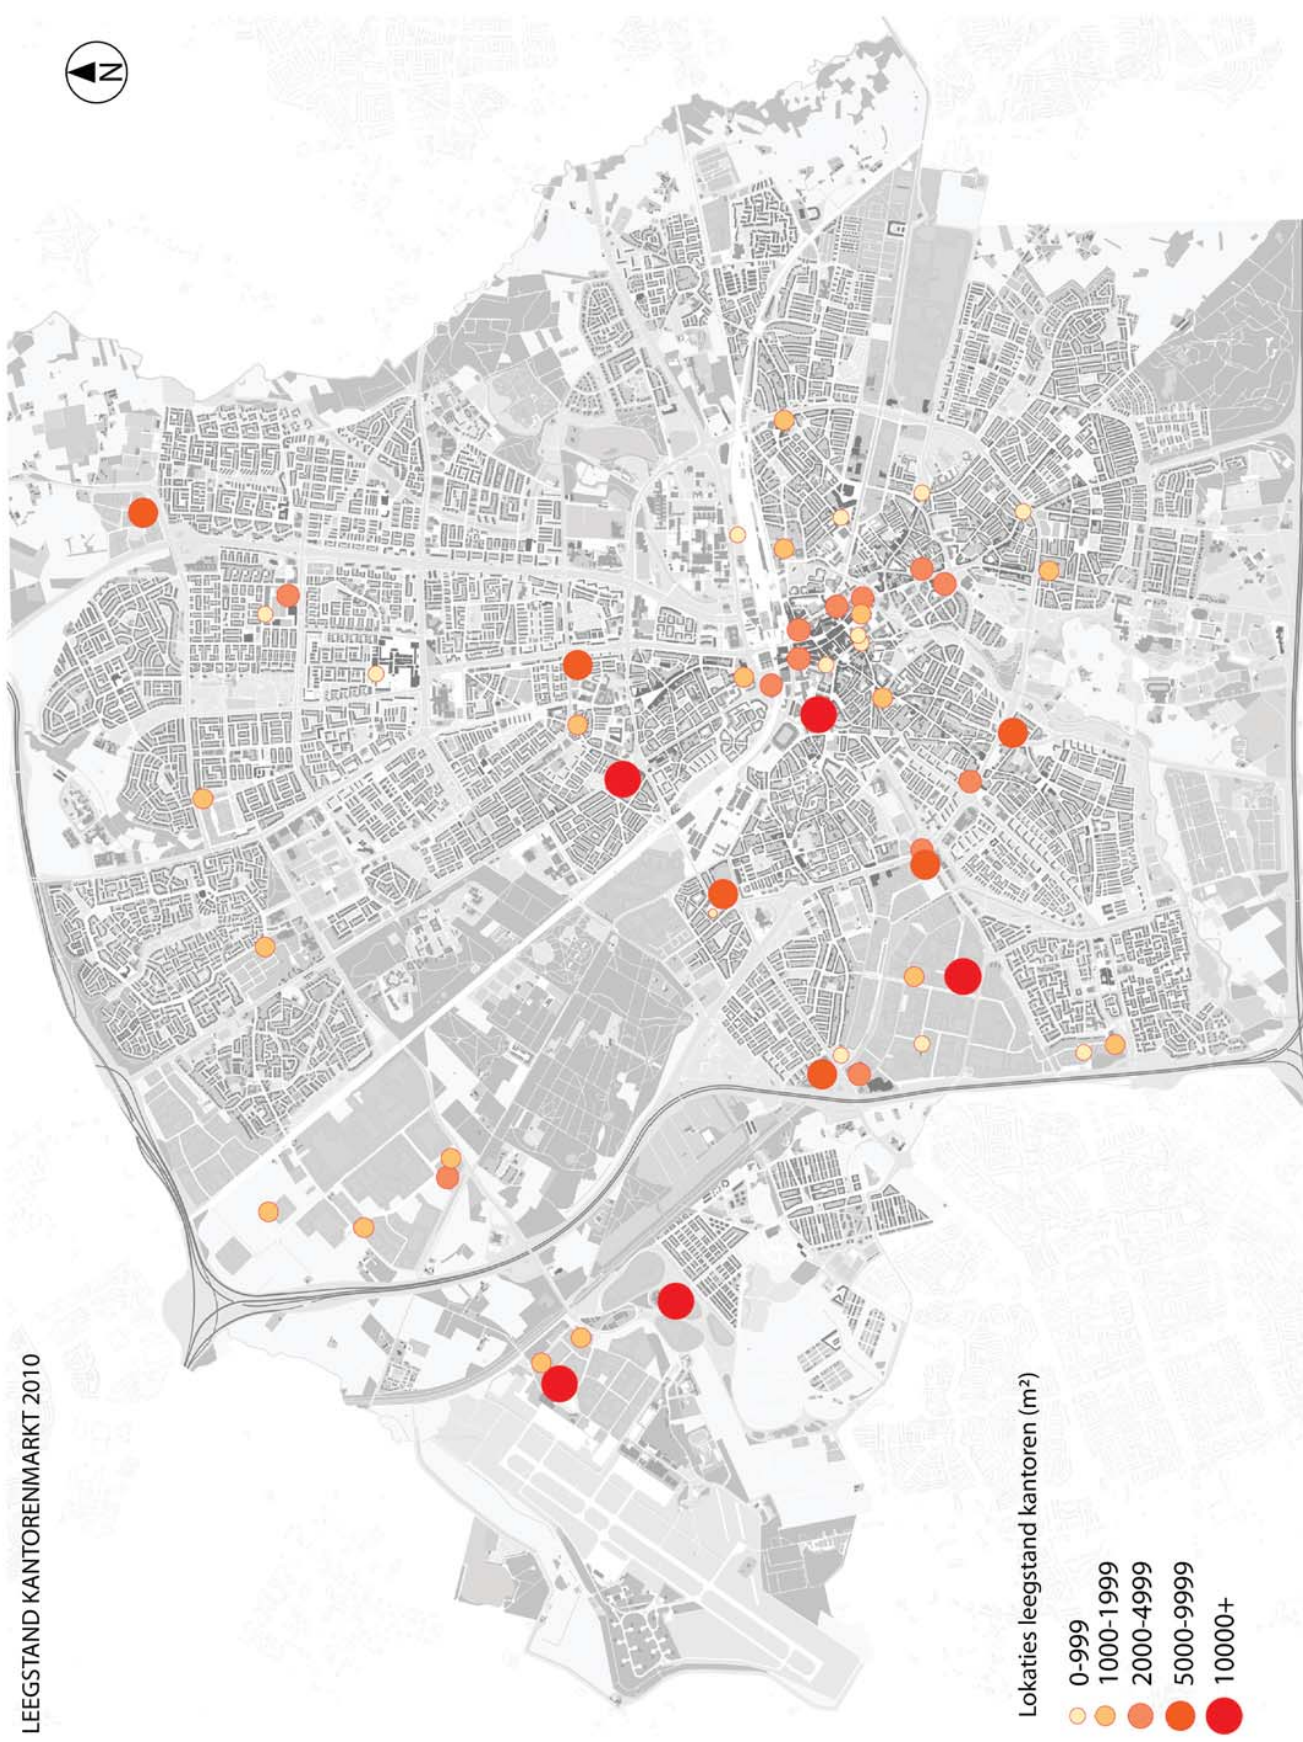 LEEGSTAND KANTORENMARKT 2010
N
Lokaties leegstand kantoren (m²)
0-999
1000-1999
2000-4999
5000-9999
10000+